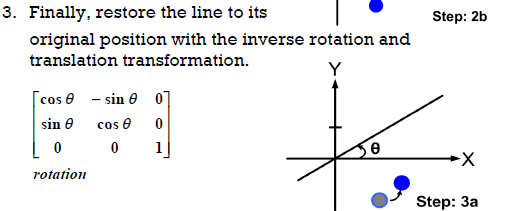 3. Finally, restore the line to its
Step: 2b
original position with the inverse rotation and
translation transformation.
Y
cos θ − sin θ 0
sin θ cos θ 0
0 0 1
θ
X
rotation
Step: 3a